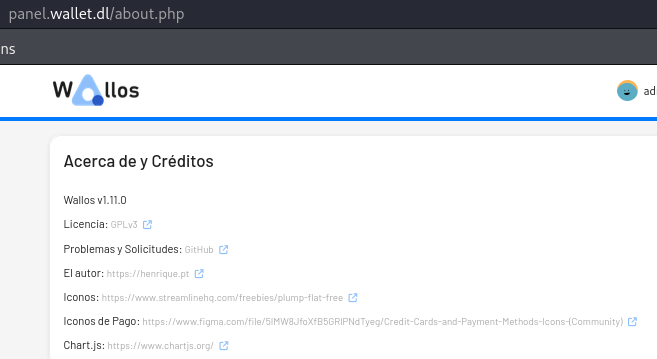 panel.wallet.dl/about.php
ns
Wallos
ad
Acerca de y Créditos
Wallos v1.11.0
Licencia: GPLv3
Problemas y Solicitudes: GitHub
El autor: https://henrique.pt
Iconos: https://www.streamlinehq.com/freebies/plump-flat-free
Iconos de Pago: https://www.figma.com/file/5IMW8JfoXfB5GRlPNdTyeg/Credit-Cards-and-Payment-Methods-Icons-(Community)
Chart.js: https://www.chartjs.org/